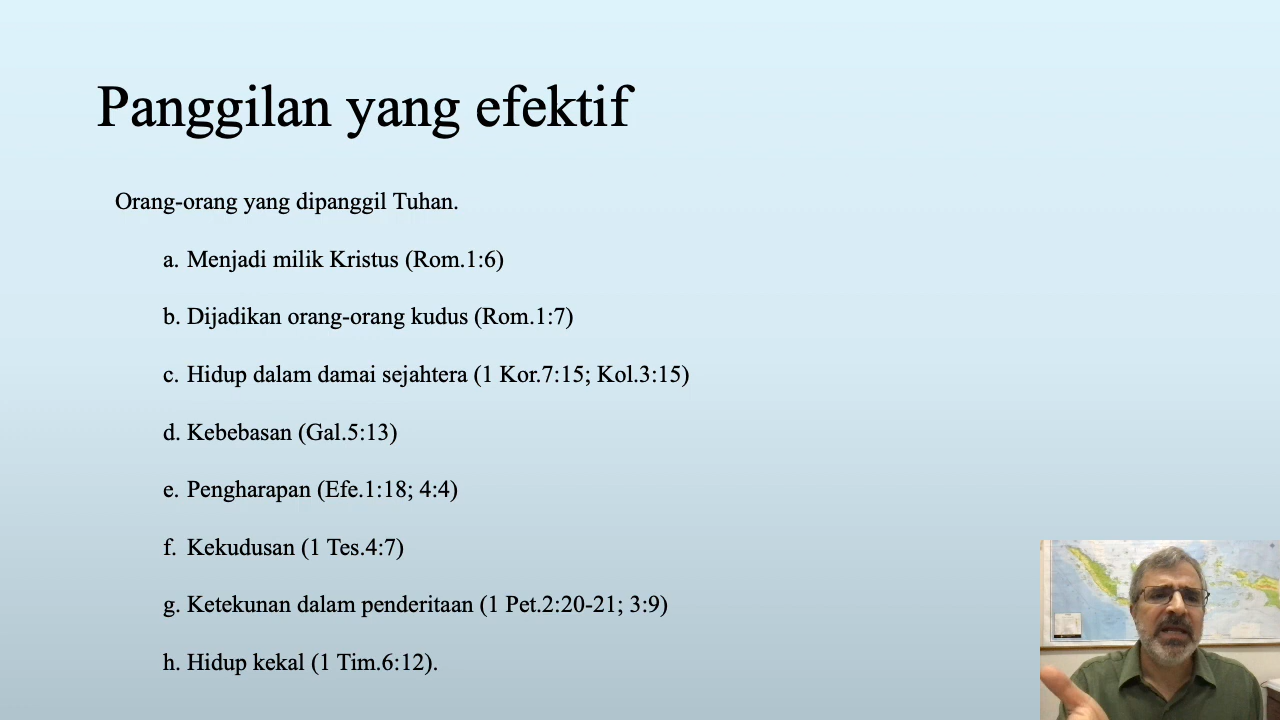 Panggilan yang efektif
Orang-orang yang dipanggil Tuhan.
a. Menjadi milik Kristus (Rom.1:6)
b. Dijadikan orang-orang kudus (Rom.1:7)
c. Hidup dalam damai sejahtera (1 Kor.7:15; Kol.3:15)
d. Kebebasan (Gal.5:13)
e. Pengharapan (Efe.1:18; 4:4)
f. Kekudusan (1 Tes.4:7)
g. Ketekunan dalam penderitaan (1 Pet.2:20-21; 3:9)
h. Hidup kekal (1 Tim.6:12).